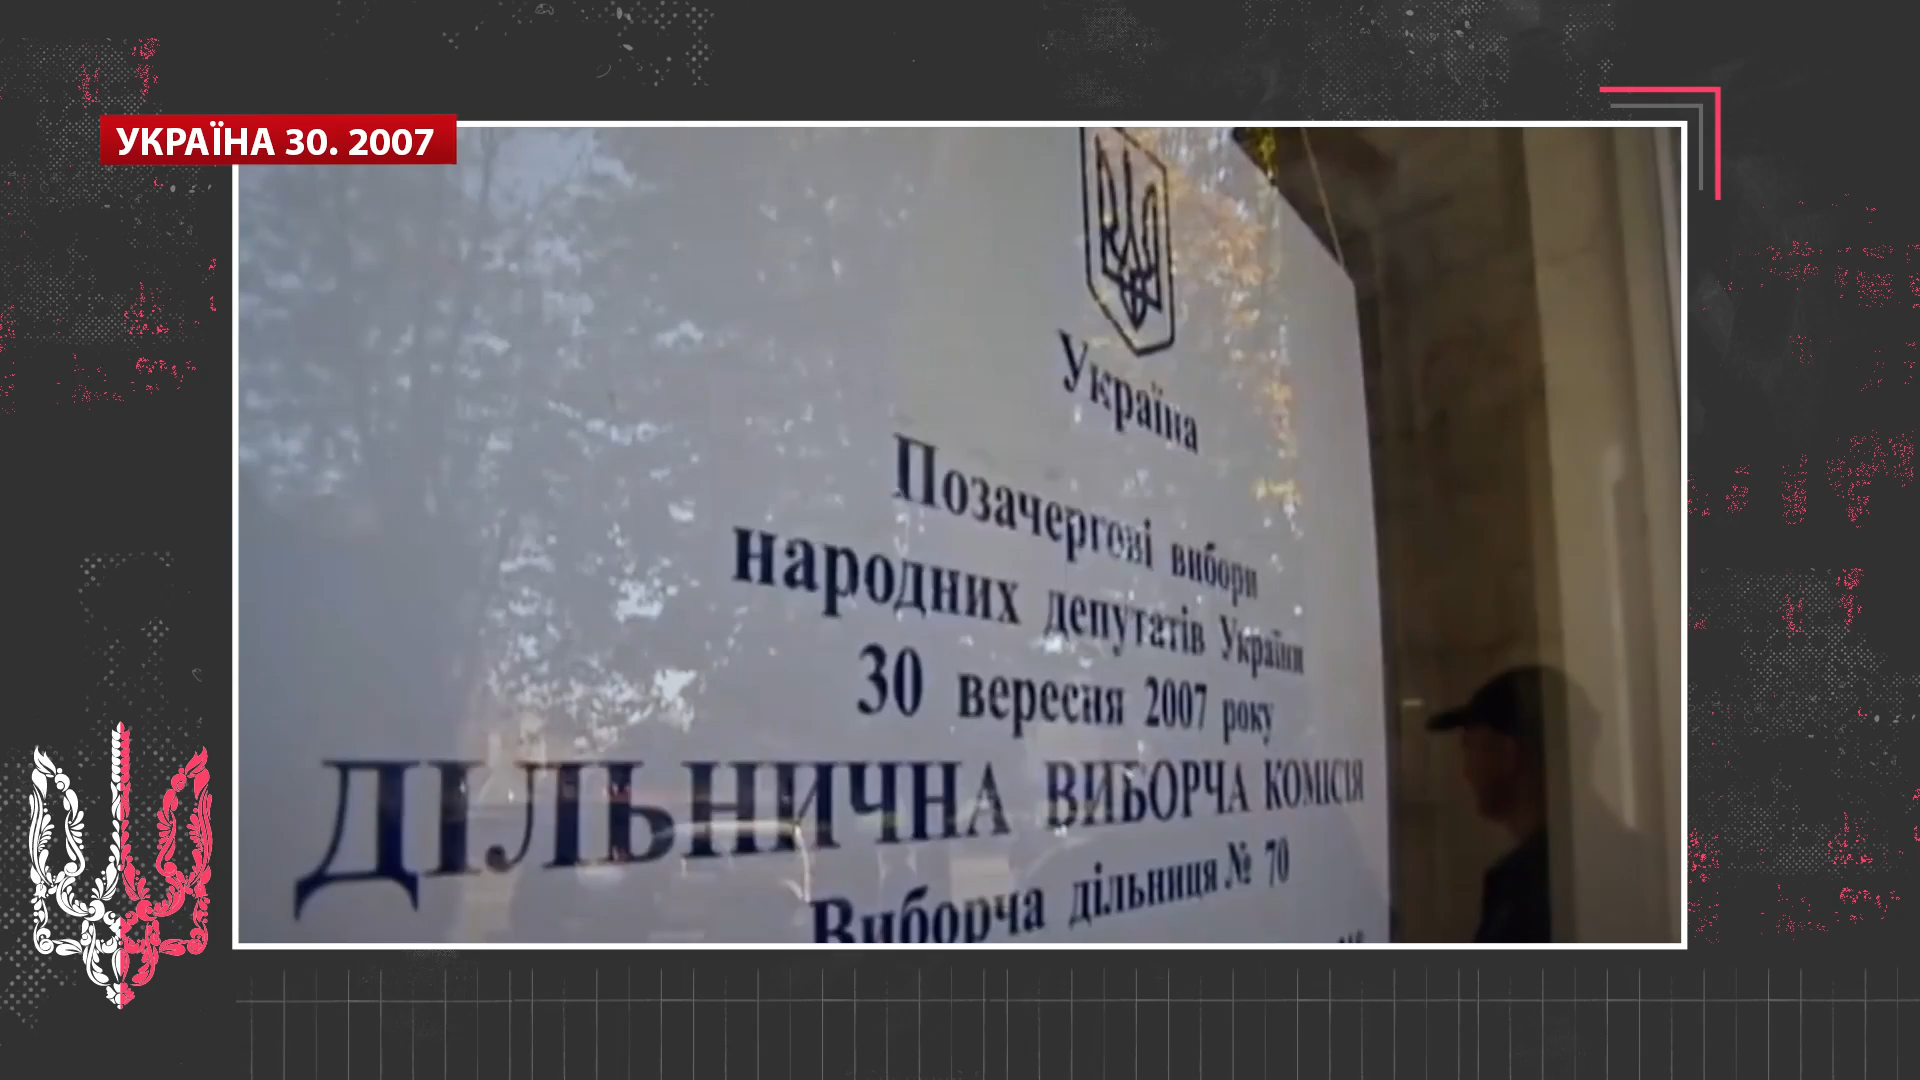 УКРАЇНА 30. 2007
Україна
Позачергові вибори
народних депутатів України
30 вересня 2007 року
ДІЛЬНИЧНА ВИБОРЧА КОМІСІЯ
Виборча дільниця № 70